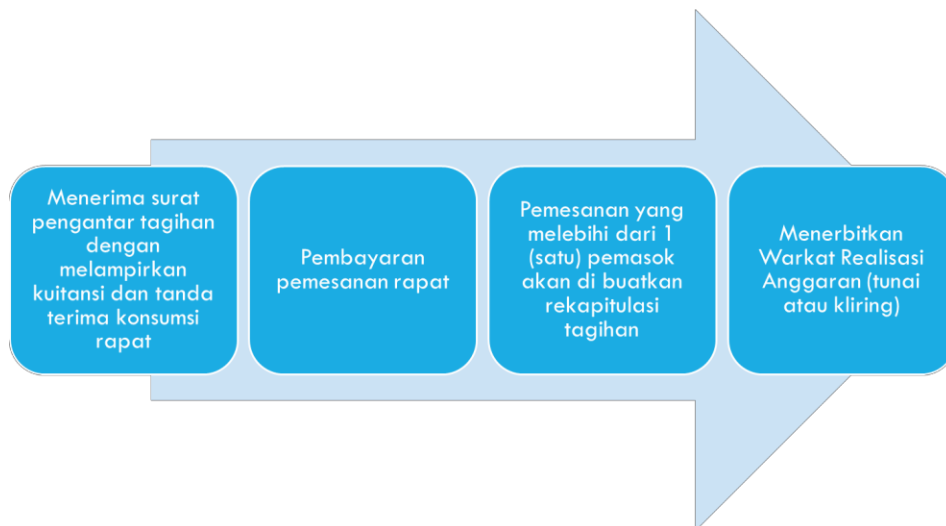 Menerima surat
pengantar tagihan
dengan
melampirkan
kuitansi dan tanda
terima konsumsi
rapat
Pembayaran
pemesanan rapat
Pemesanan yang
melebihi dari 1
(satu) pemasok
akan di buatkan
rekapitulasi
tagihan
Menerbitkan
Warkat Realisasi
Anggaran (tunai
atau kliring)